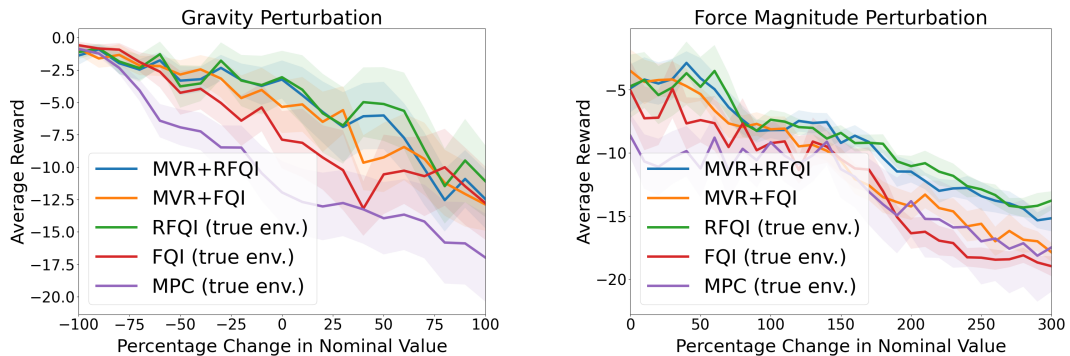 Gravity Perturbation
Average Reward
0.0
−2.5
−5.0
−7.5
−10.0
−12.5
−15.0
−17.5
−20.0
MVR+RFQI
MVR+FQI
RFQI (true env.)
FQI (true env.)
MPC (true env.)
−100 −75 −50 −25 0 25 50 75 100
Percentage Change in Nominal Value
Force Magnitude Perturbation
Average Reward
−5
−10
−15
−20
MVR+RFQI
MVR+FQI
RFQI (true env.)
FQI (true env.)
MPC (true env.)
0 50 100 150 200 250 300
Percentage Change in Nominal Value